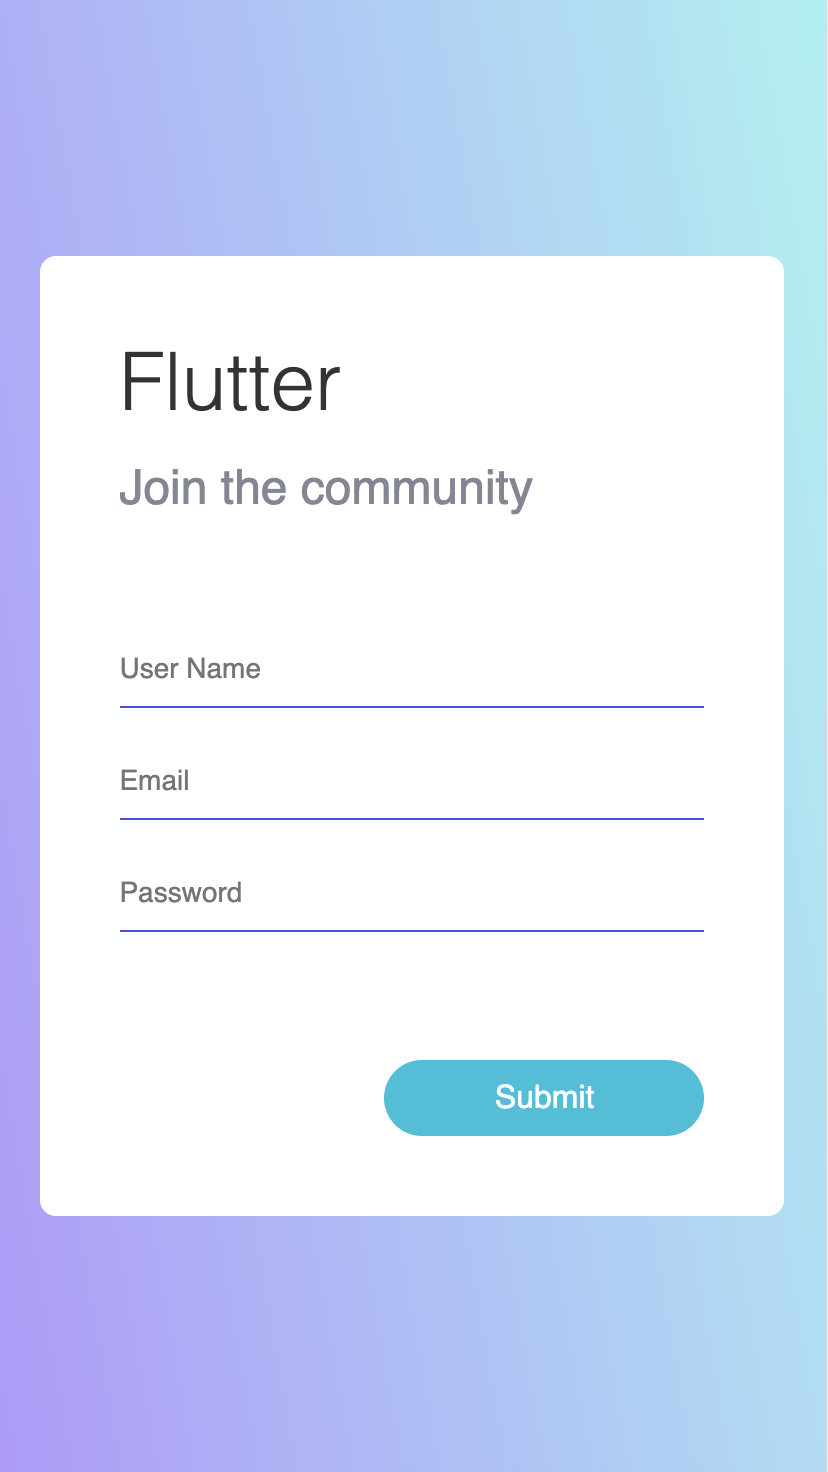 Flutter
Join the community
User Name
Email
Password
Submit